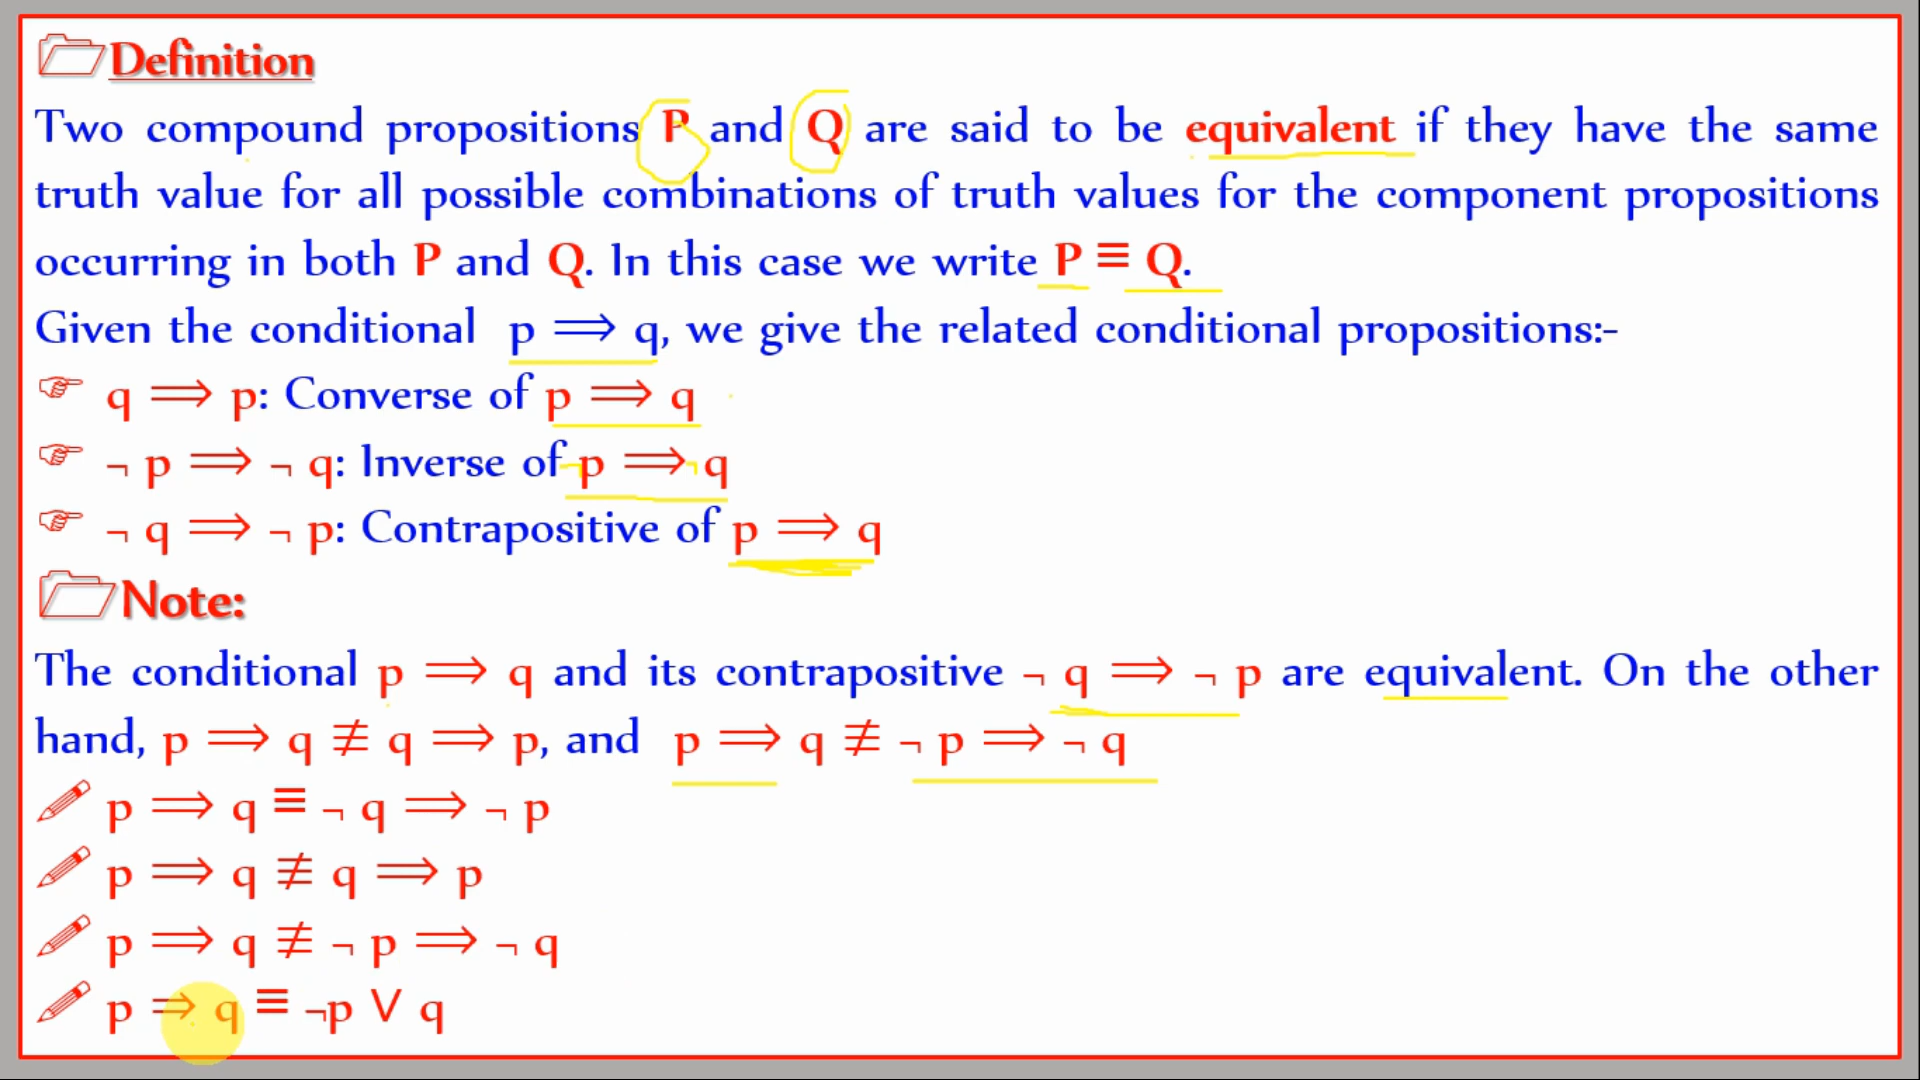 Definition
Two compound propositions P and Q are said to be equivalent if they have the same
truth value for all possible combinations of truth values for the component propositions
occurring in both P and Q. In this case we write P ≡ Q.
Given the conditional p ⟹ q, we give the related conditional propositions:-
☞ q ⟹ p: Converse of p ⟹ q
☞ ¬ p ⟹ ¬ q: Inverse of p ⟹ q
☞ ¬ q ⟹ ¬ p: Contrapositive of p ⟹ q
Note:
The conditional p ⟹ q and its contrapositive ¬ q ⟹ ¬ p are equivalent. On the other
hand, p ⟹ q ≢ q ⟹ p, and p ⟹ q ≢ ¬ p ⟹ ¬ q
p ⟹ q ≡ ¬ q ⟹ ¬ p
p ⟹ q ≢ q ⟹ p
p ⟹ q ≢ ¬ p ⟹ ¬ q
p ⇒ q ≡ ¬p ∨ q